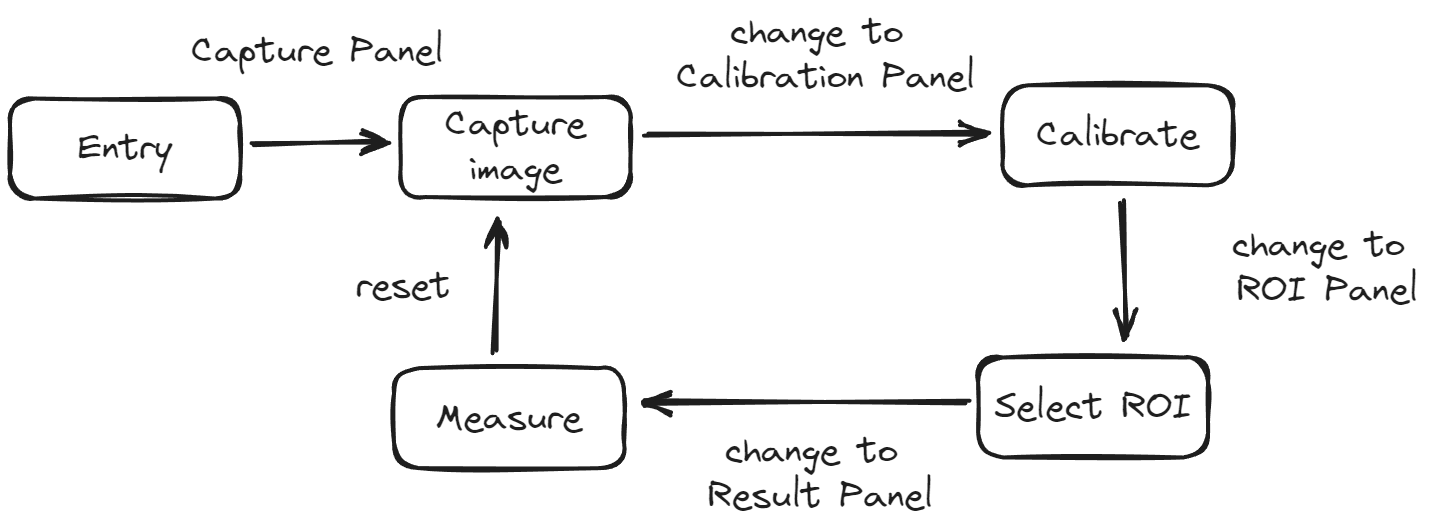 Capture Panel
change to
Calibration Panel
Entry
Capture
image
Calibrate
reset
change to
ROI Panel
Measure
Select ROI
change to
Result Panel